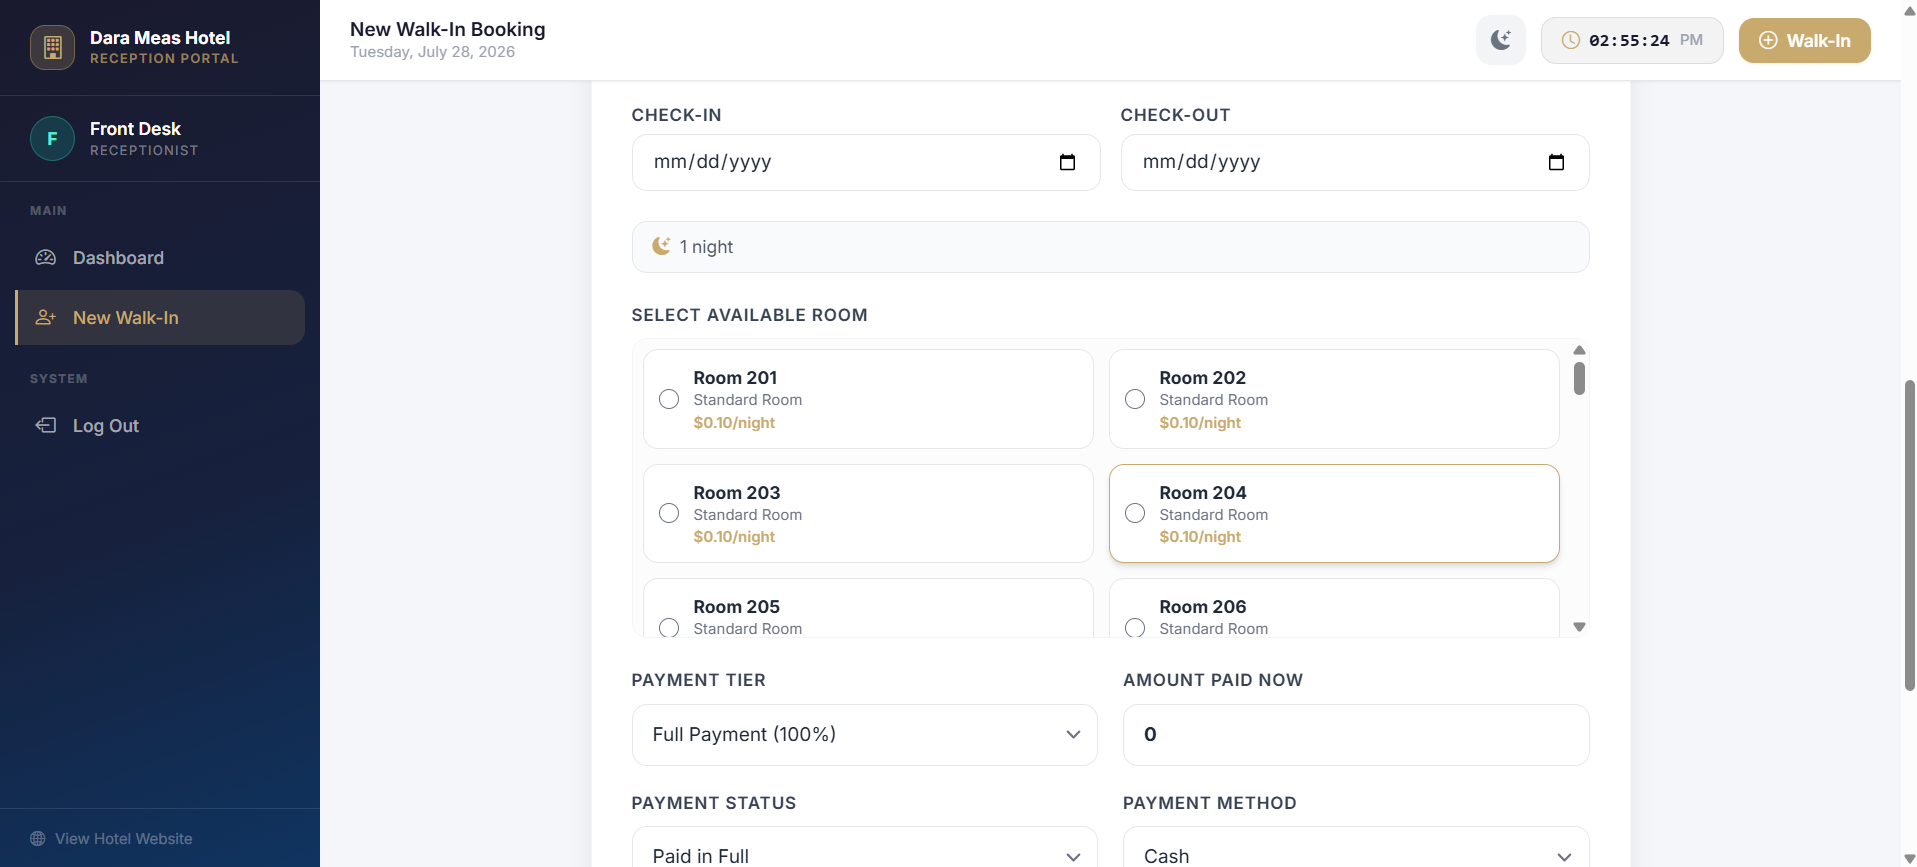 Dara Meas Hotel
RECEPTION PORTAL
F
Front Desk
RECEPTIONIST
MAIN
Dashboard
New Walk-In
SYSTEM
Log Out
View Hotel Website
New Walk-In Booking
Tuesday, July 28, 2026
02:55:24 PM
Walk-In
CHECK-IN
CHECK-OUT
mm/dd/yyyy
mm/dd/yyyy
1 night
SELECT AVAILABLE ROOM
Room 201
Standard Room
$0.10/night
Room 202
Standard Room
$0.10/night
Room 203
Standard Room
$0.10/night
Room 204
Standard Room
$0.10/night
Room 205
Standard Room
Room 206
Standard Room
PAYMENT TIER
AMOUNT PAID NOW
Full Payment (100%)
0
PAYMENT STATUS
PAYMENT METHOD
Paid in Full
Cash